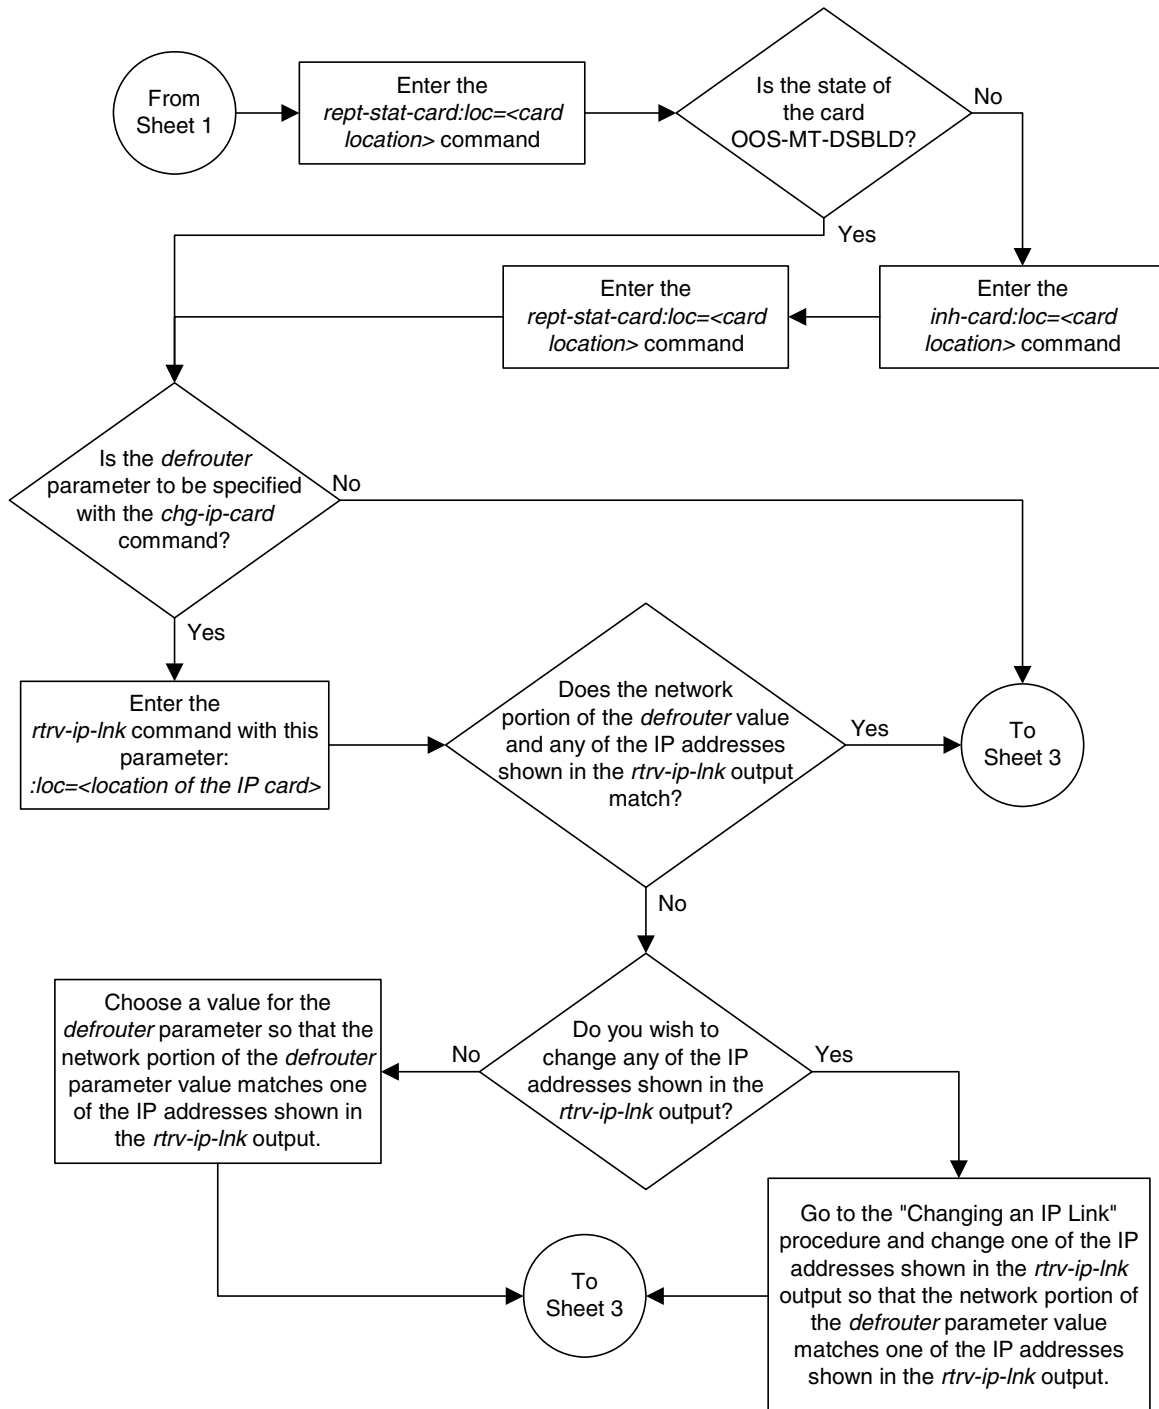 From
Sheet 1
Enter the
rept-stat-card:loc=<card
location> command
Is the state of
the card
OOS-MT-DSBLD?
No
Yes
Enter the
rept-stat-card:loc=<card
location> command
Enter the
inh-card:loc=<card
location> command
Is the defrouter
parameter to be specified
with the chg-ip-card
command?
No
Yes
Enter the
rtrv-ip-lnk command with this
parameter:
:loc=<location of the IP card>
Does the network
portion of the defrouter value
and any of the IP addresses
shown in the rtrv-ip-lnk output
match?
Yes
To
Sheet 3
No
Choose a value for the
defrouter parameter so that the
network portion of the defrouter
parameter value matches one
of the IP addresses shown in
the rtrv-ip-lnk output.
No
Do you wish to
change any of the IP
addresses shown in the
rtrv-ip-lnk output?
Yes
To
Sheet 3
Go to the "Changing an IP Link"
procedure and change one of the IP
addresses shown in the rtrv-ip-lnk
output so that the network portion of
the defrouter parameter value
matches one of the IP addresses
shown in the rtrv-ip-lnk output.